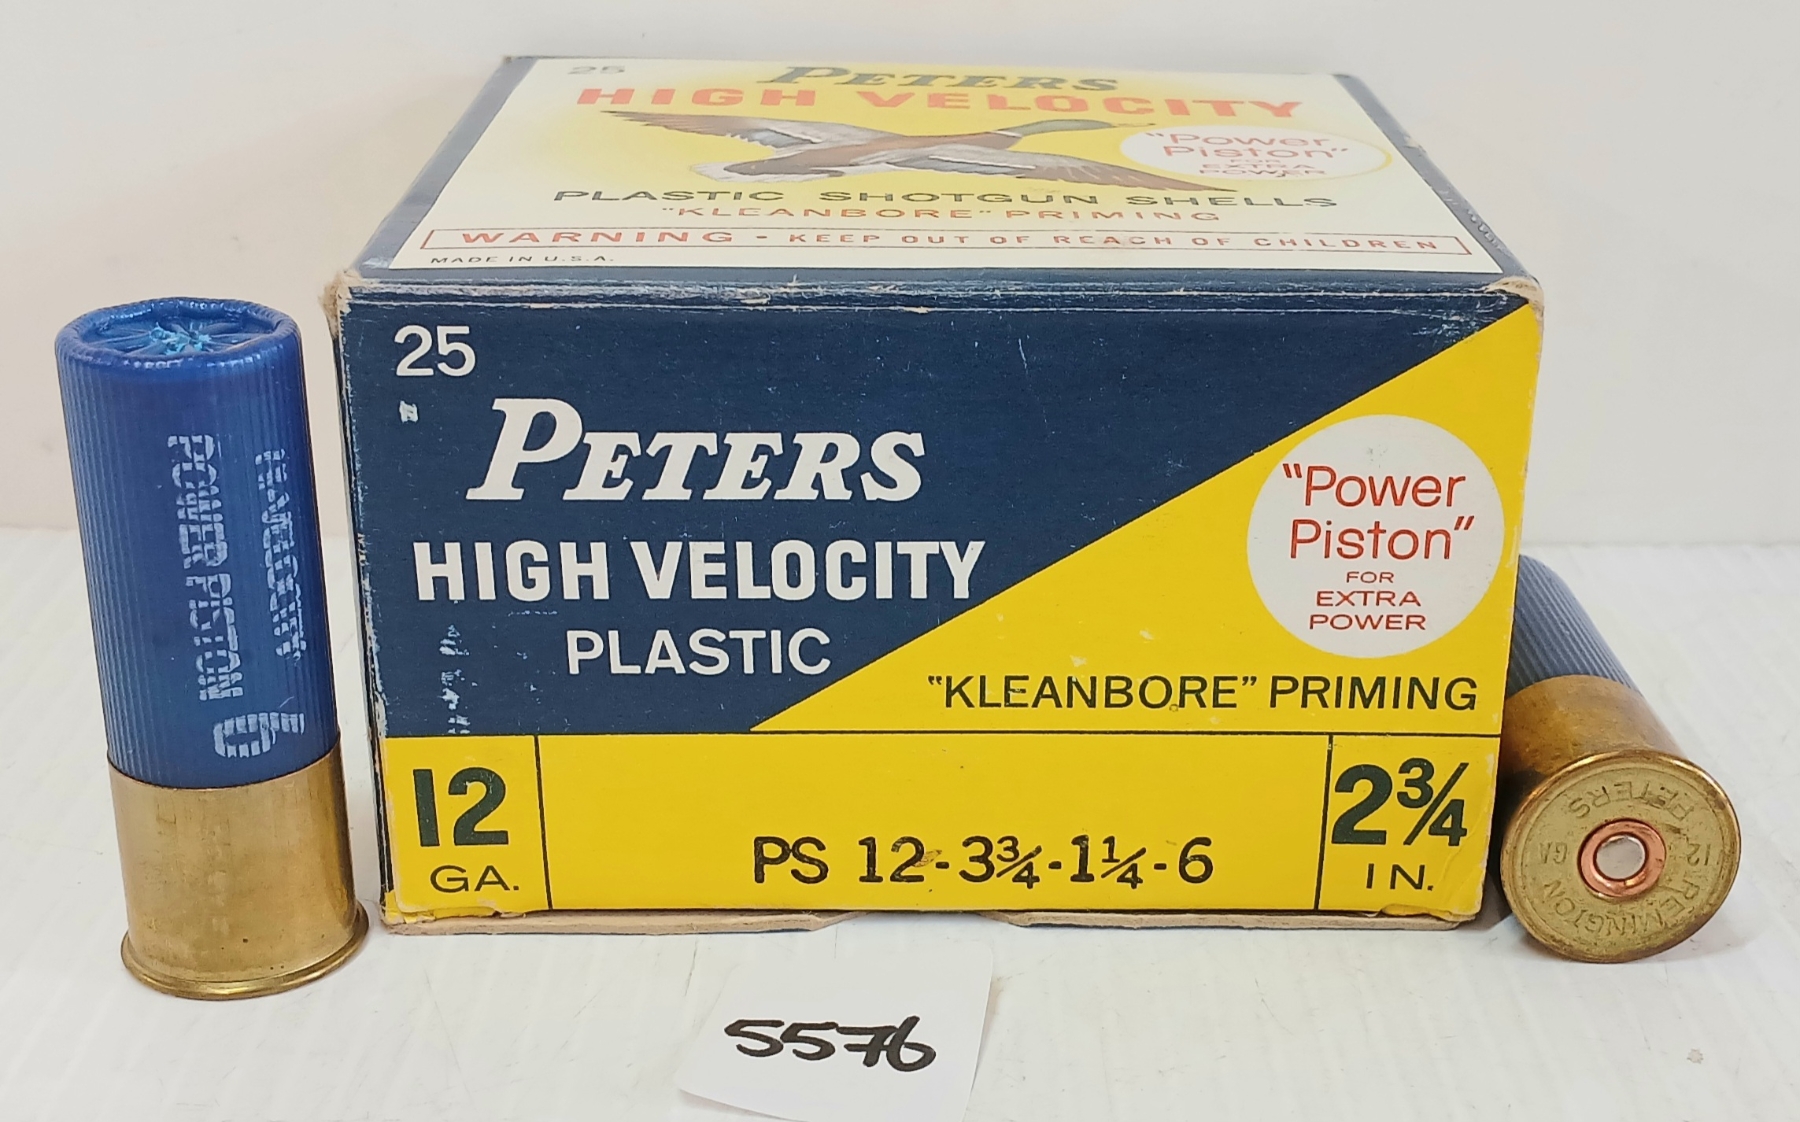 25
PETERS
HIGH VELOCITY
"Power
Piston"
FOR
EXTRA
POWER
PLASTIC SHOTGUN SHELLS
"KLEANBORE" PRIMING
WARNING - KEEP OUT OF REACH OF CHILDREN
MADE IN U.S.A.
25
PETERS
HIGH VELOCITY
PLASTIC
"Power
Piston"
FOR
EXTRA
POWER
"KLEANBORE" PRIMING
12
GA.
PS 12-3¾-1¼-6
2¾
IN.
POWER PISTON
6
PETERS
12 GA
REMINGTON
5576